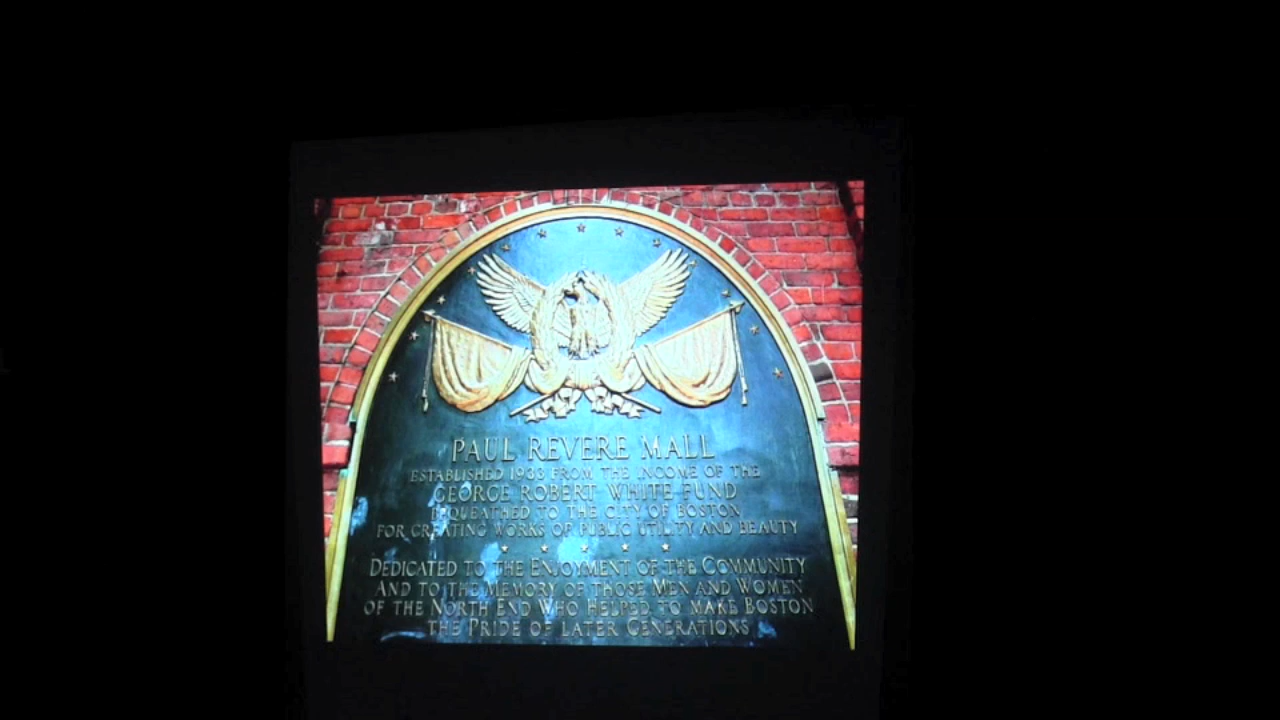 PAUL REVERE MALL
ESTABLISHED 1933 FROM THE INCOME OF THE
GEORGE ROBERT WHITE FUND
BEQUEATHED TO THE CITY OF BOSTON
FOR CREATING WORKS OF PUBLIC UTILITY AND BEAUTY
DEDICATED TO THE ENJOYMENT OF THE COMMUNITY
AND TO THE MEMORY OF THOSE MEN AND WOMEN
OF THE NORTH END WHO HELPED TO MAKE BOSTON
THE PRIDE OF LATER GENERATIONS